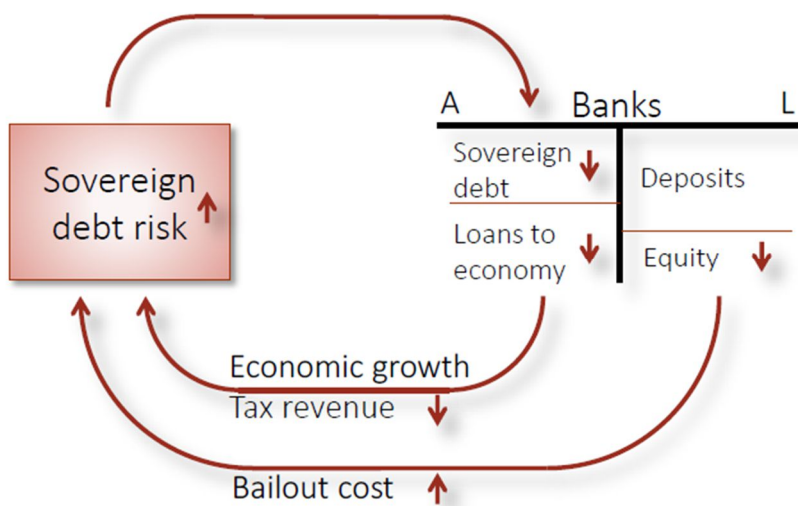 A Banks L
Sovereign
debt risk
Sovereign
debt
Deposits
Loans to
economy
Equity
Economic growth
Tax revenue
Bailout cost